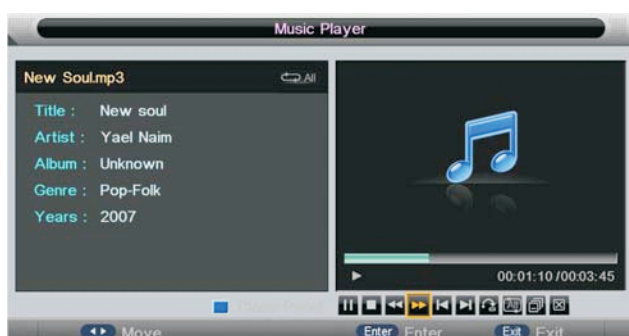 Music Player
New Soul.mp3
All
Title : New soul
Artist : Yael Naim
Album : Unknown
Genre : Pop-Folk
Years : 2007
00:01:10 /00:03:45
Move
Enter Enter
Exit Exit